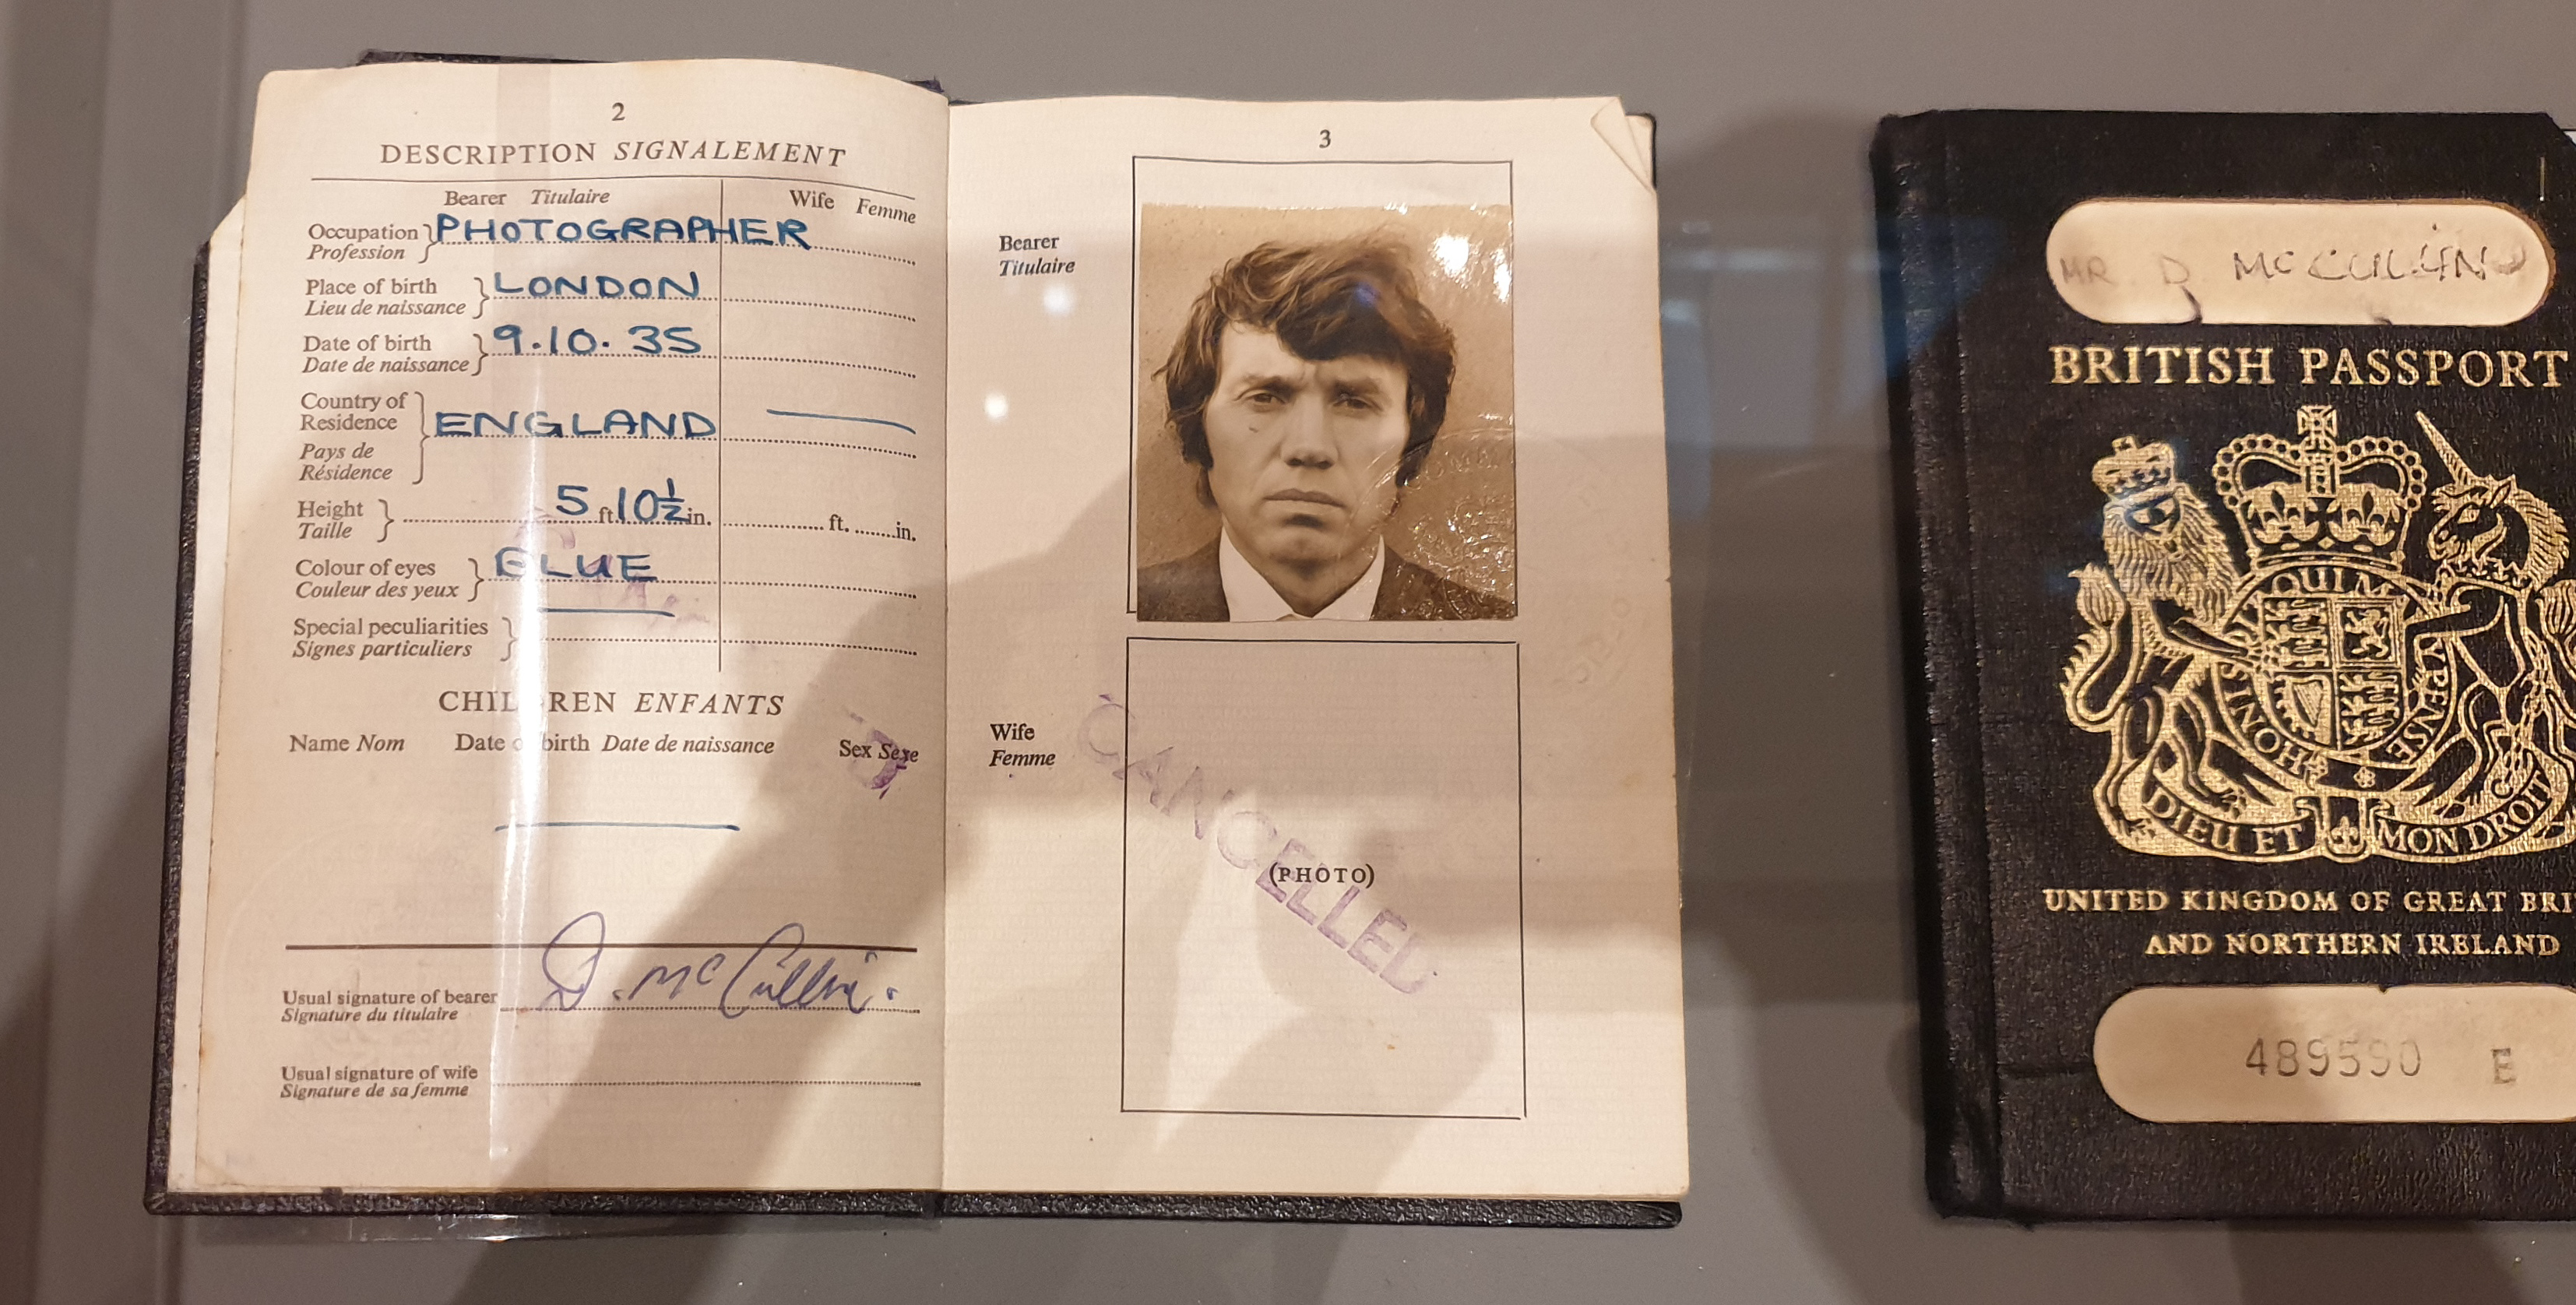 2
DESCRIPTION SIGNALEMENT
Bearer Titulaire Wife Femme
Occupation PHOTOGRAPHER
Profession
Place of birth LONDON
Lieu de naissance
Date of birth 9.10.35
Date de naissance
Country of
Residence ENGLAND
Pays de
Résidence
Height 5 ft 10½ in. ft. in.
Taille
Colour of eyes BLUE
Couleur des yeux
Special peculiarities
Signes particuliers
CHILDREN ENFANTS
Name Nom Date of birth Date de naissance Sex Sexe
D. McCullin.
Usual signature of bearer
Signature du titulaire
Usual signature of wife
Signature de sa femme
3
Bearer
Titulaire
Wife
Femme
(PHOTO)
CANCELLED
MR. D. McCULLIN
BRITISH PASSPORT
HONI SOIT QUI MAL Y PENSE
DIEU ET MON DROIT
UNITED KINGDOM OF GREAT BRI
AND NORTHERN IRELAND
489590 E